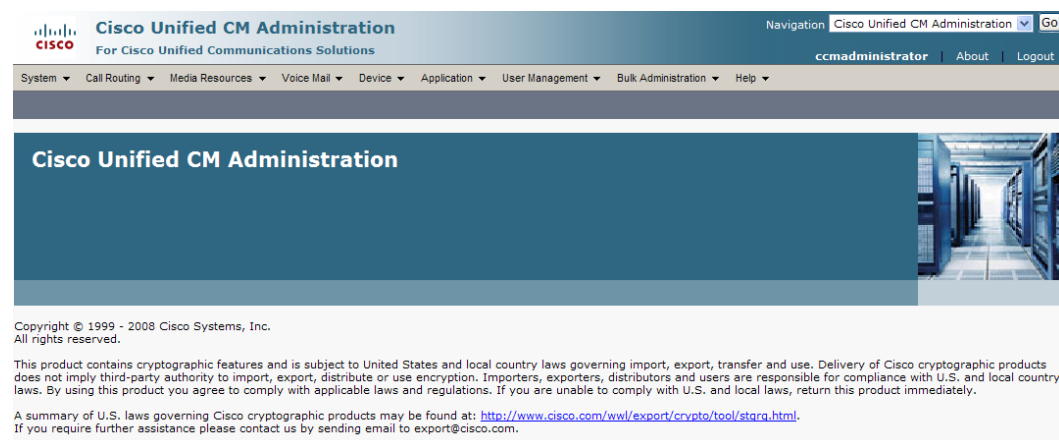 Cisco Unified CM Administration
For Cisco Unified Communications Solutions
CISCO
Navigation Cisco Unified CM Administration Go
ccmadministrator | About | Logout
System Call Routing Media Resources Voice Mail Device Application User Management Bulk Administration Help
Cisco Unified CM Administration
Copyright © 1999 - 2008 Cisco Systems, Inc.
All rights reserved.
This product contains cryptographic features and is subject to United States and local country laws governing import, export, transfer and use. Delivery of Cisco cryptographic products
does not imply third-party authority to import, export, distribute or use encryption. Importers, exporters, distributors and users are responsible for compliance with U.S. and local country
laws. By using this product you agree to comply with applicable laws and regulations. If you are unable to comply with U.S. and local laws, return this product immediately.
A summary of U.S. laws governing Cisco cryptographic products may be found at: http://www.cisco.com/wwl/export/crypto/tool/stqrg.html.
If you require further assistance please contact us by sending email to export@cisco.com.